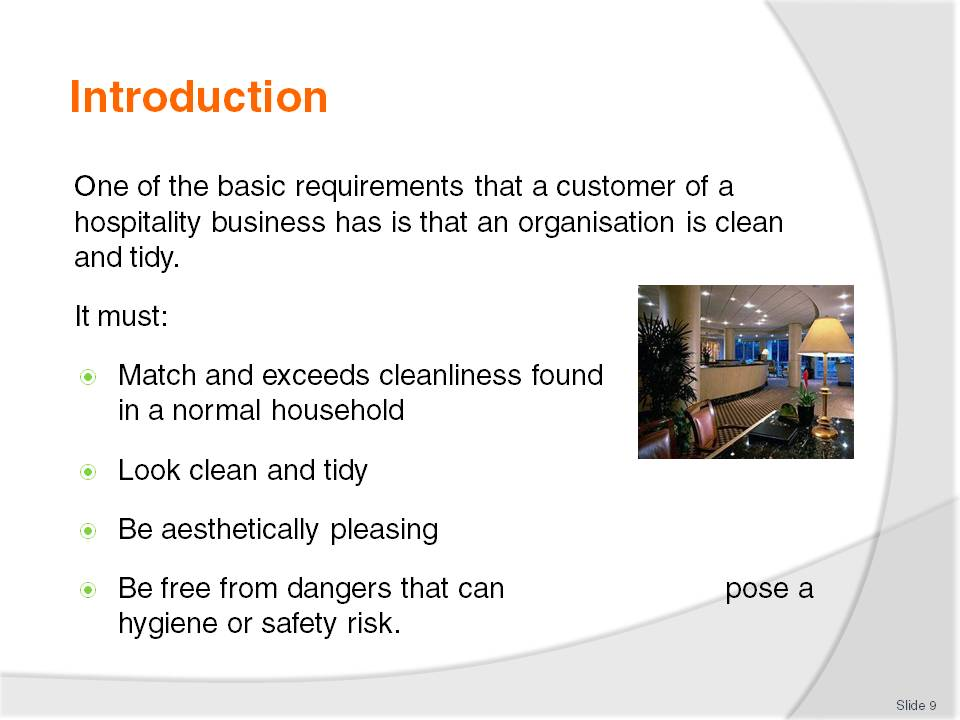 Introduction
One of the basic requirements that a customer of a
hospitality business has is that an organisation is clean
and tidy.
It must:
Match and exceeds cleanliness found
in a normal household
Look clean and tidy
Be aesthetically pleasing
Be free from dangers that can pose a
hygiene or safety risk.
Slide 9